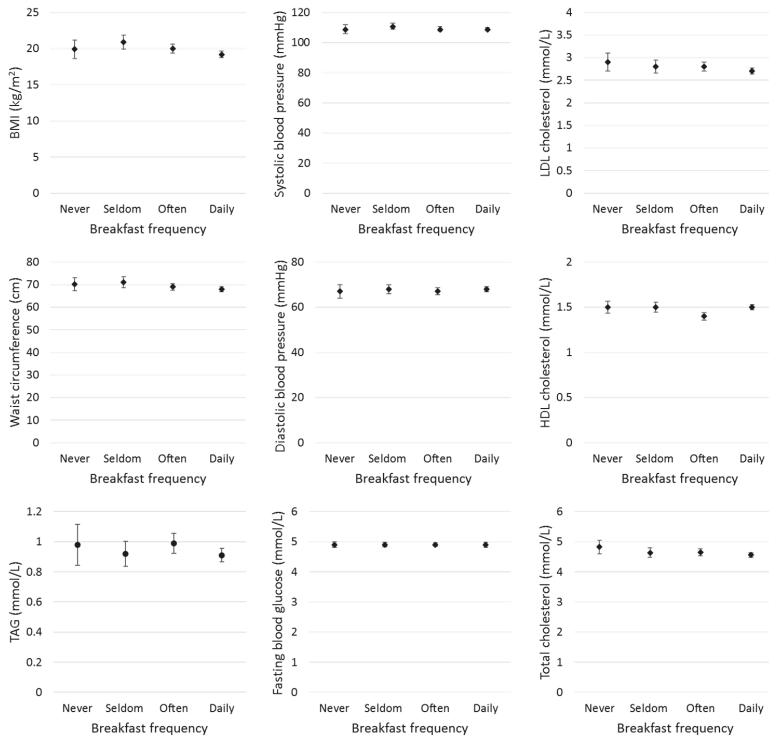 BMI (kg/m²)
25
20
15
10
5
0
Never Seldom Often Daily
Breakfast frequency
Systolic blood pressure (mmHg)
120
100
80
60
40
20
0
Never Seldom Often Daily
Breakfast frequency
LDL cholesterol (mmol/L)
4
3.5
3
2.5
2
1.5
1
0.5
0
Never Seldom Often Daily
Breakfast frequency
Waist circumference (cm)
80
70
60
50
40
30
20
10
0
Never Seldom Often Daily
Breakfast frequency
Diastolic blood pressure (mmHg)
80
60
40
20
0
Never Seldom Often Daily
Breakfast frequency
HDL cholesterol (mmol/L)
2
1.5
1
0.5
0
Never Seldom Often Daily
Breakfast frequency
TAG (mmol/L)
1.2
1
0.8
0.6
0.4
0.2
0
Never Seldom Often Daily
Breakfast frequency
Fasting blood glucose (mmol/L)
6
5
4
3
2
1
0
Never Seldom Often Daily
Breakfast frequency
Total cholesterol (mmol/L)
6
5
4
3
2
1
0
Never Seldom Often Daily
Breakfast frequency